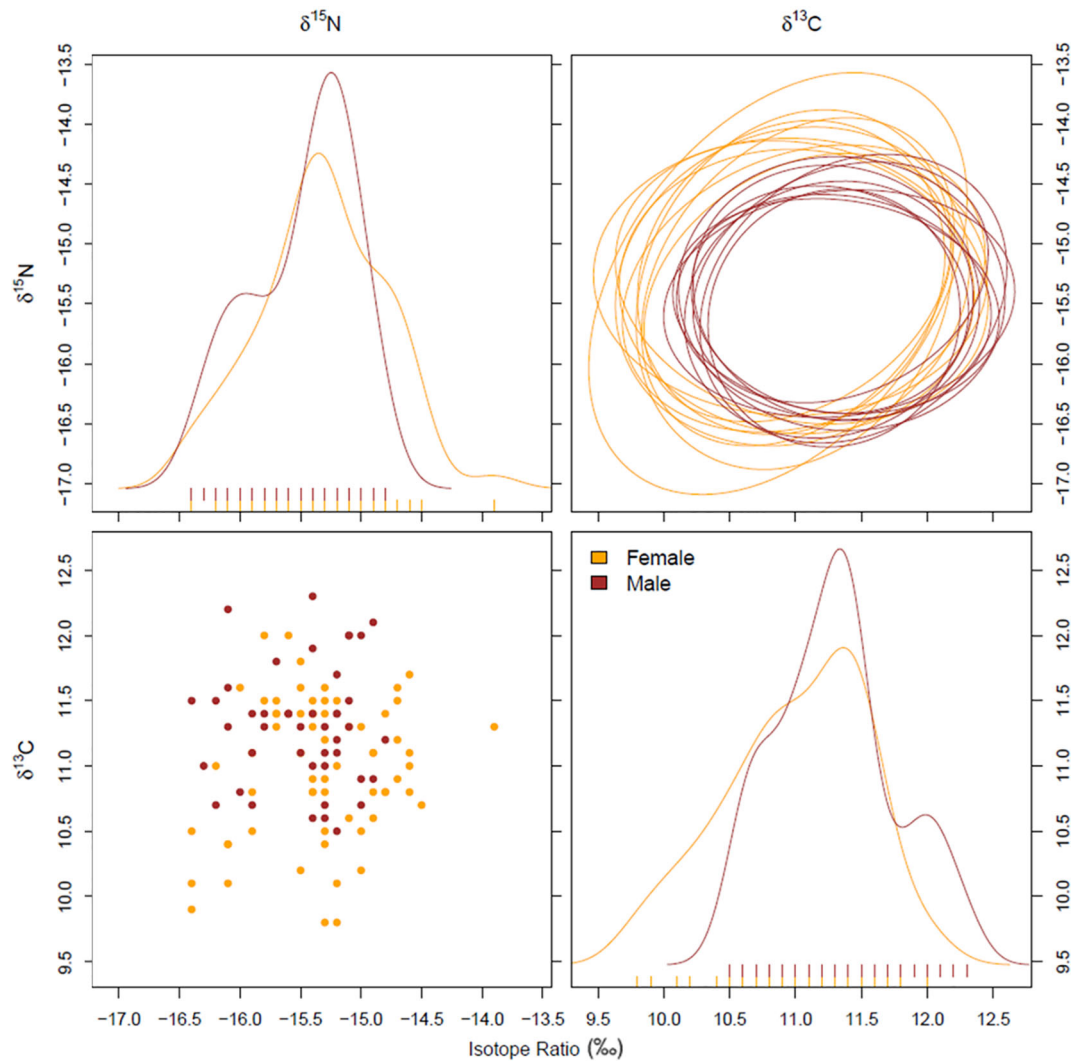 δ15N δ13C
−13.5 −14.0 −14.5 −15.0 −15.5 −16.0 −16.5 −17.0
δ15N
−13.5 −14.0 −14.5 −15.0 −15.5 −16.0 −16.5 −17.0
12.5 12.0 11.5 11.0 10.5 10.0 9.5
δ13C
Female
Male
12.5 12.0 11.5 11.0 10.5 10.0 9.5
−17.0 −16.5 −16.0 −15.5 −15.0 −14.5 −14.0 −13.5 9.5 10.0 10.5 11.0 11.5 12.0 12.5
Isotope Ratio (‰)